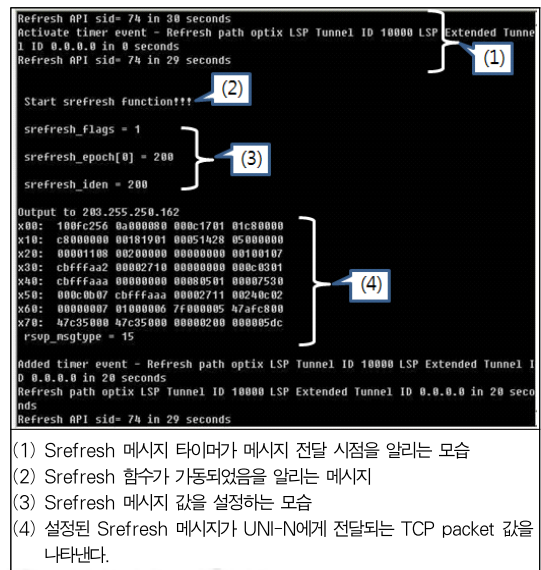 Refresh API sid= 74 in 30 seconds
Activate timer event - Refresh path optix LSP Tunnel ID 10000 LSP Extended Tunne
l ID 0.0.0.0 in 0 seconds
Refresh API sid= 74 in 29 seconds
(1)
(2)
Start srefresh function!!!
srefresh_flags = 1
srefresh_epoch[0] = 200
(3)
srefresh_iden = 200
Output to 203.255.250.162
x00: 100fc256 0a000080 000c1701 01c80000
x10: c8000000 00181901 00051428 05000000
x20: 00001108 00200000 00000000 00100107
x30: cbfffaa2 00002710 00000000 000c0301
x40: cbfffaaa 00000000 00080501 00007530
x50: 000c0b07 cbfffaaa 00002711 00240c02
x60: 00000007 01000006 7f000005 47afc800
x70: 47c35000 47c35000 00000200 000005dc
(4)
rsvp_msgtype = 15
Added timer event - Refresh path optix LSP Tunnel ID 10000 LSP Extended Tunnel I
D 0.0.0.0 in 20 seconds
Refresh path optix LSP Tunnel ID 10000 LSP Extended Tunnel ID 0.0.0.0 in 20 seco
nds
Refresh API sid= 74 in 29 seconds
(1) Srefresh 메시지 타이머가 메시지 전달 시점을 알리는 모습
(2) Srefresh 함수가 가동되었음을 알리는 메시지
(3) Srefresh 메시지 값을 설정하는 모습
(4) 설정된 Srefresh 메시지가 UNI-N에게 전달되는 TCP packet 값을
나타낸다.